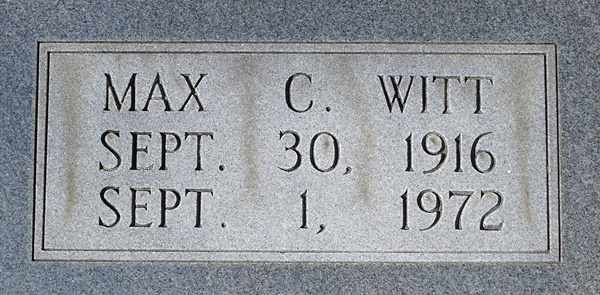 MAX C. WITT
SEPT. 30, 1916
SEPT. 1, 1972